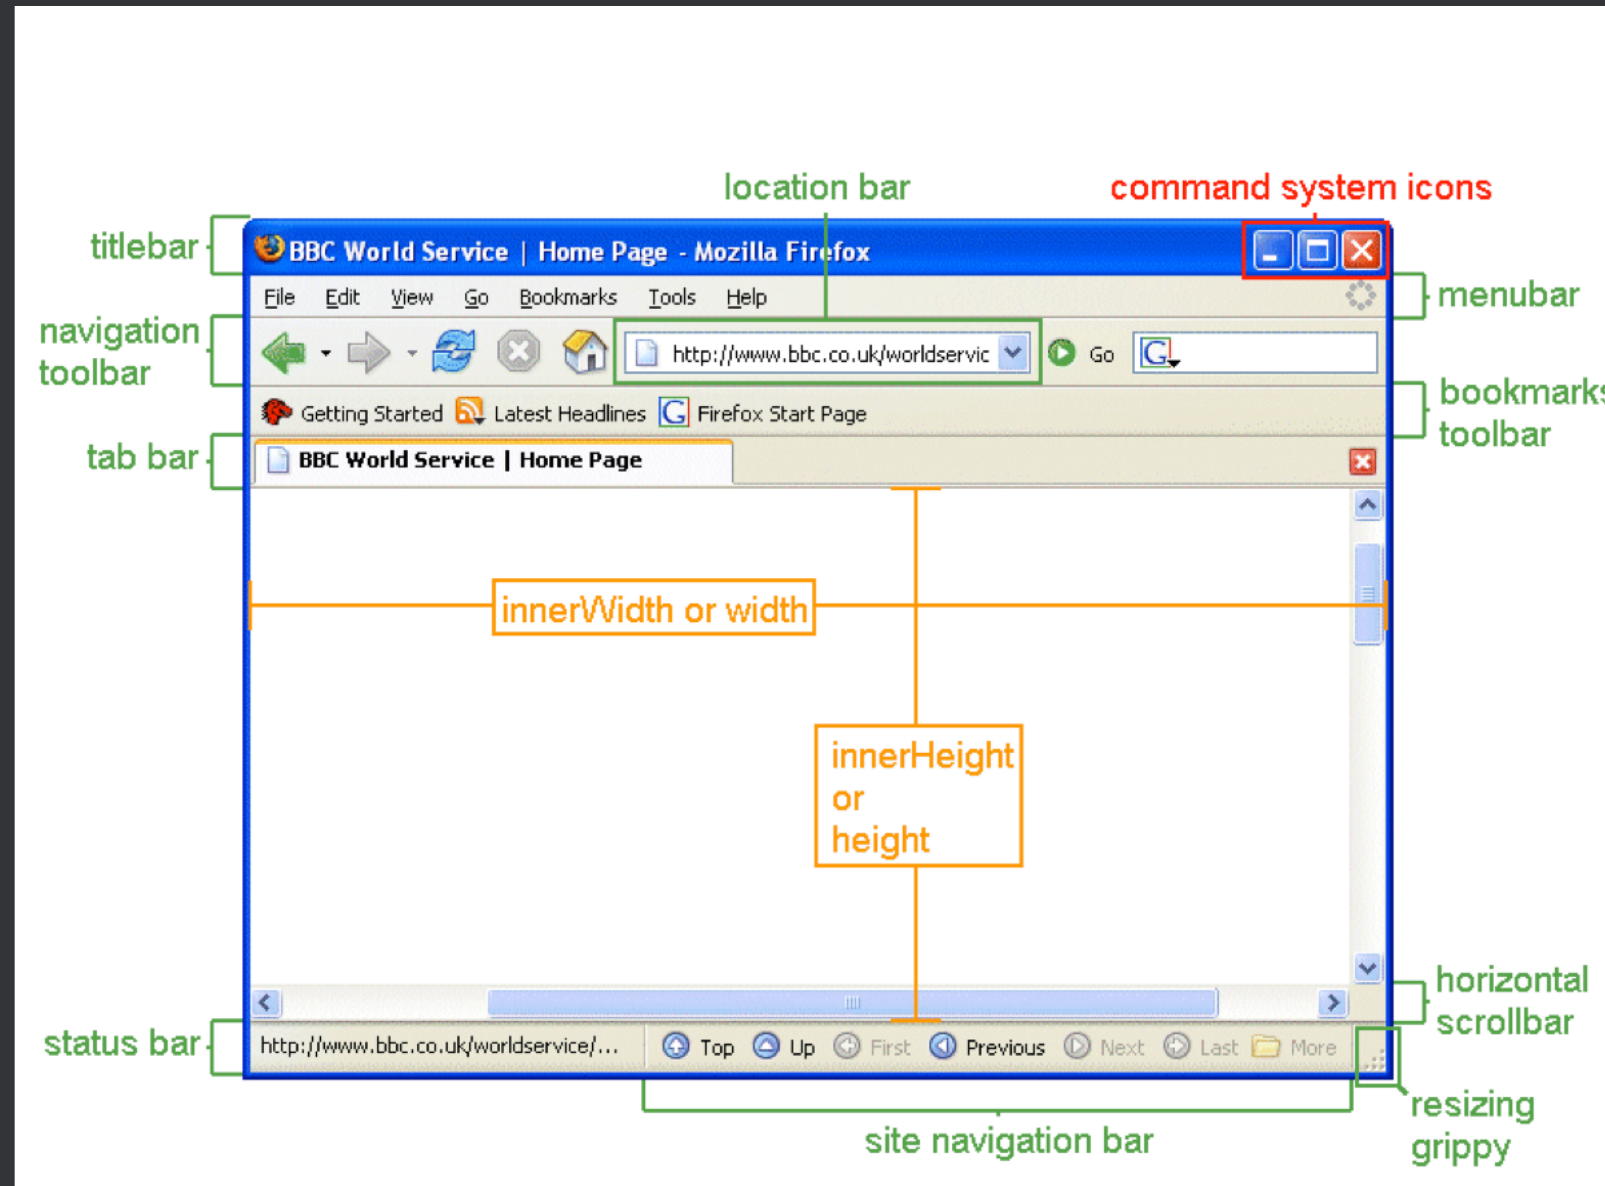 location bar
command system icons
titlebar
BBC World Service | Home Page - Mozilla Firefox
File Edit View Go Bookmarks Tools Help
menubar
navigation
toolbar
http://www.bbc.co.uk/worldservic
Go
G
Getting Started Latest Headlines G Firefox Start Page
bookmarks
toolbar
tab bar
BBC World Service | Home Page
innerWidth or width
innerHeight
or
height
horizontal
scrollbar
status bar
http://www.bbc.co.uk/worldservice/... Top Up First Previous Next Last More
site navigation bar
resizing
grippy